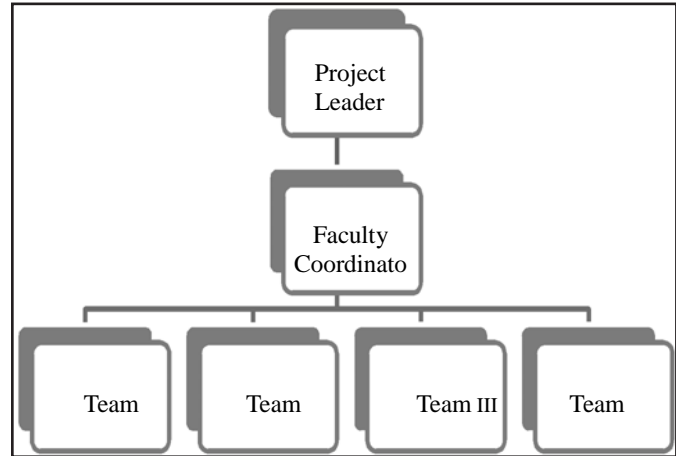 Project
Leader
Faculty
Coordinato
Team
Team
Team III
Team